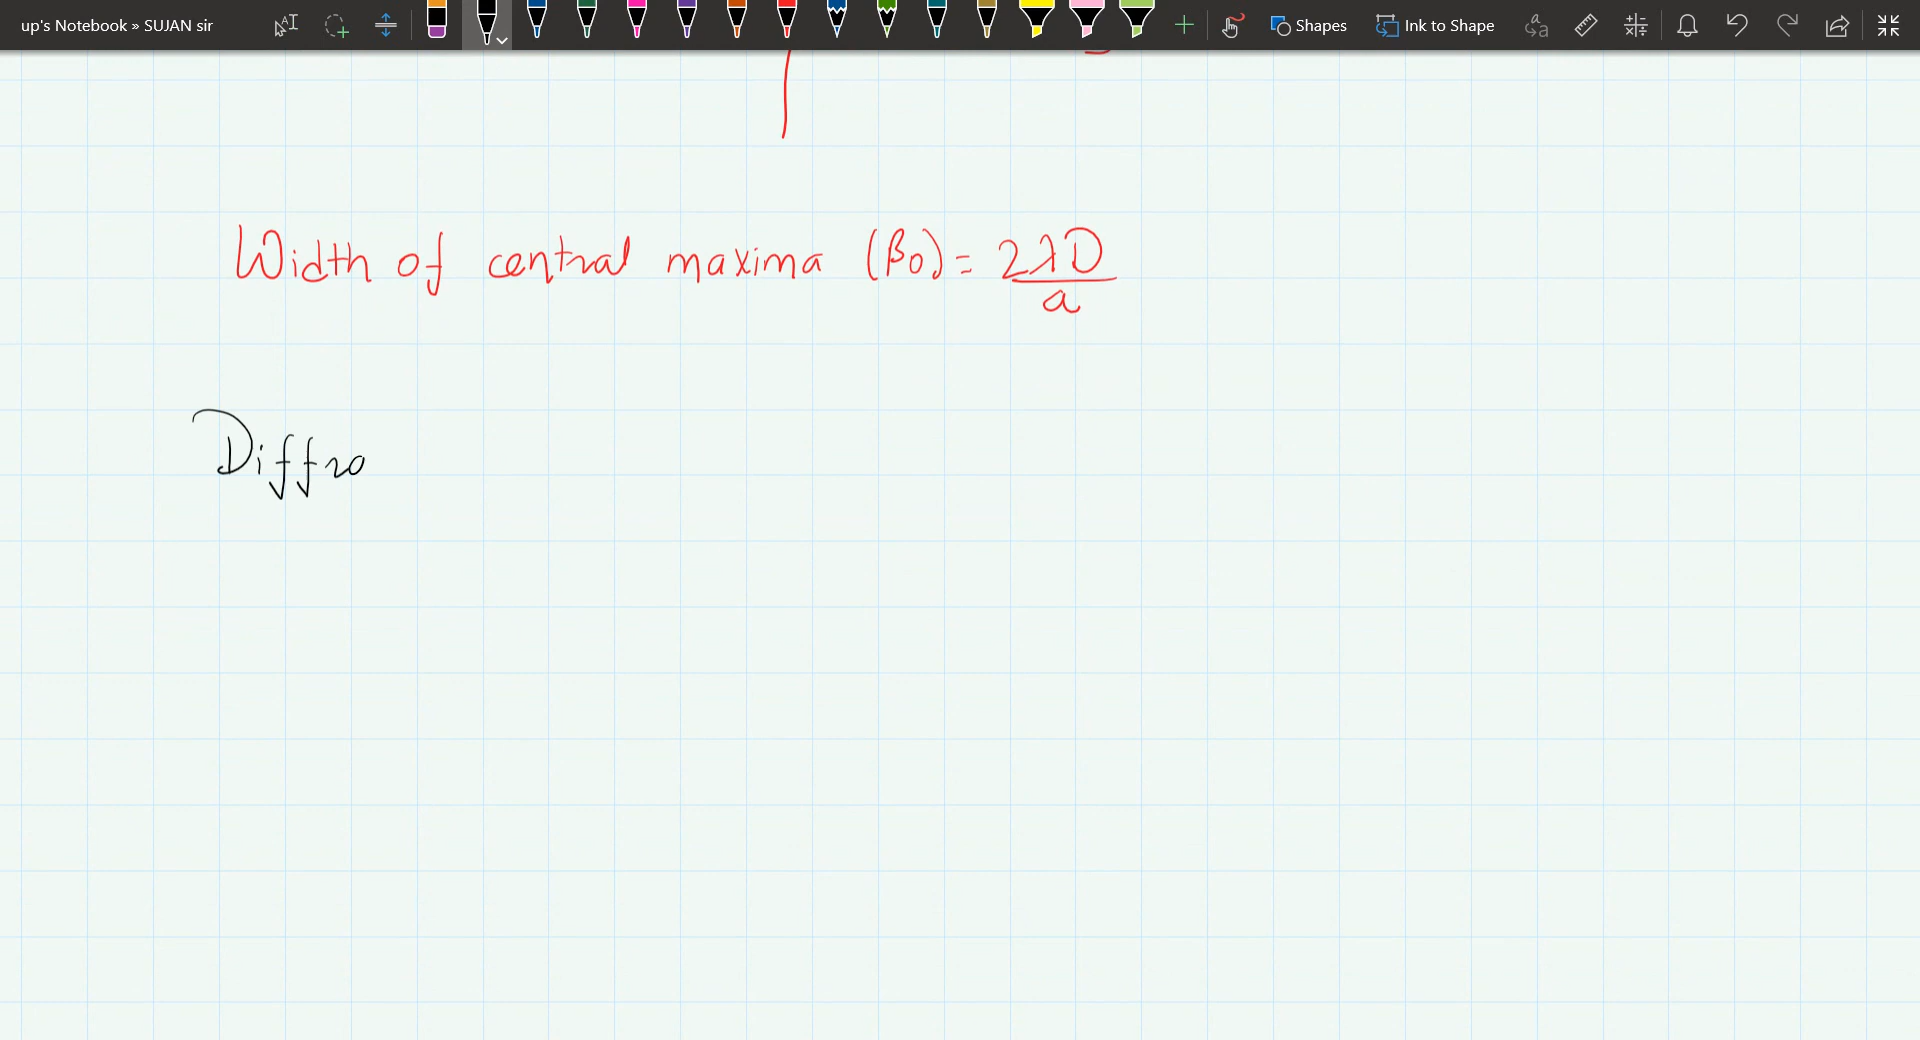 up's Notebook » SUJAN sir
Shapes
Ink to Shape
Width of central maxima (β0) = 2λD/a
Diffra